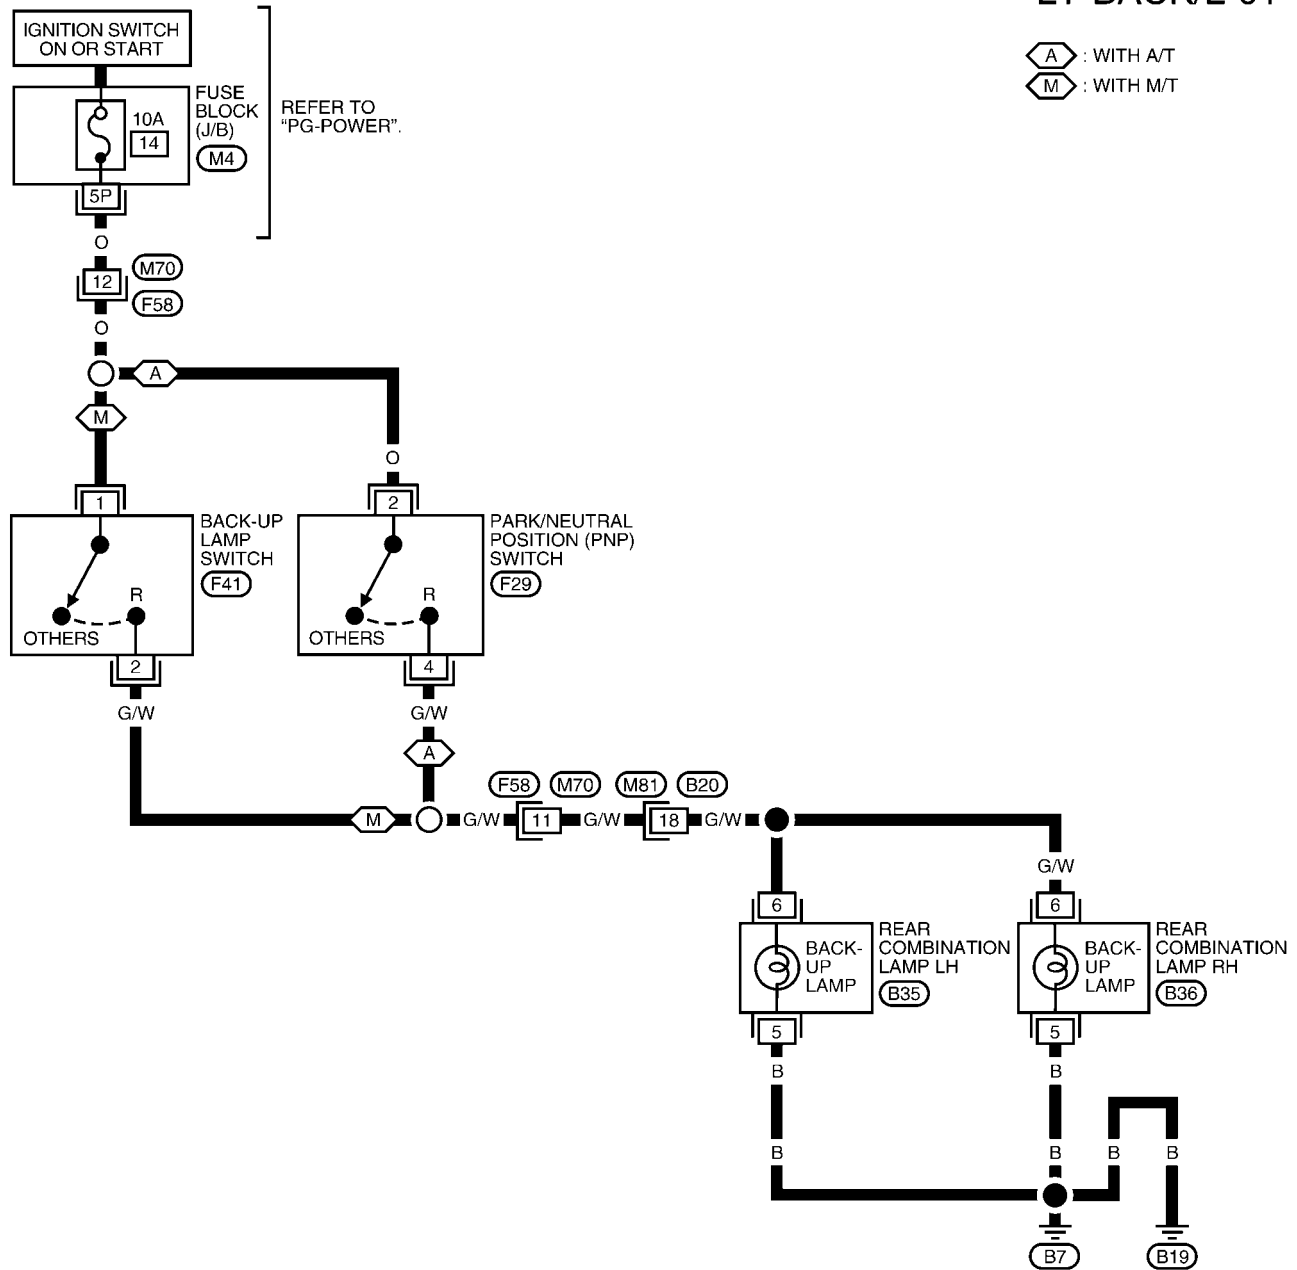 IGNITION SWITCH
ON OR START
FUSE
BLOCK
(J/B)
M4
10A
14
REFER TO
“PG-POWER”.
A : WITH A/T
M : WITH M/T
5P
O
12
M70
F58
O
A
M
O
1
2
BACK-UP
LAMP
SWITCH
F41
R
OTHERS
PARK/NEUTRAL
POSITION (PNP)
SWITCH
F29
R
OTHERS
2
4
G/W
G/W
A
F58
M70
M81
B20
M
G/W
11
G/W
18
G/W
G/W
6
6
BACK-
UP
LAMP
REAR
COMBINATION
LAMP LH
B35
BACK-
UP
LAMP
REAR
COMBINATION
LAMP RH
B36
5
5
B
B
B
B
B
B
B7
B19